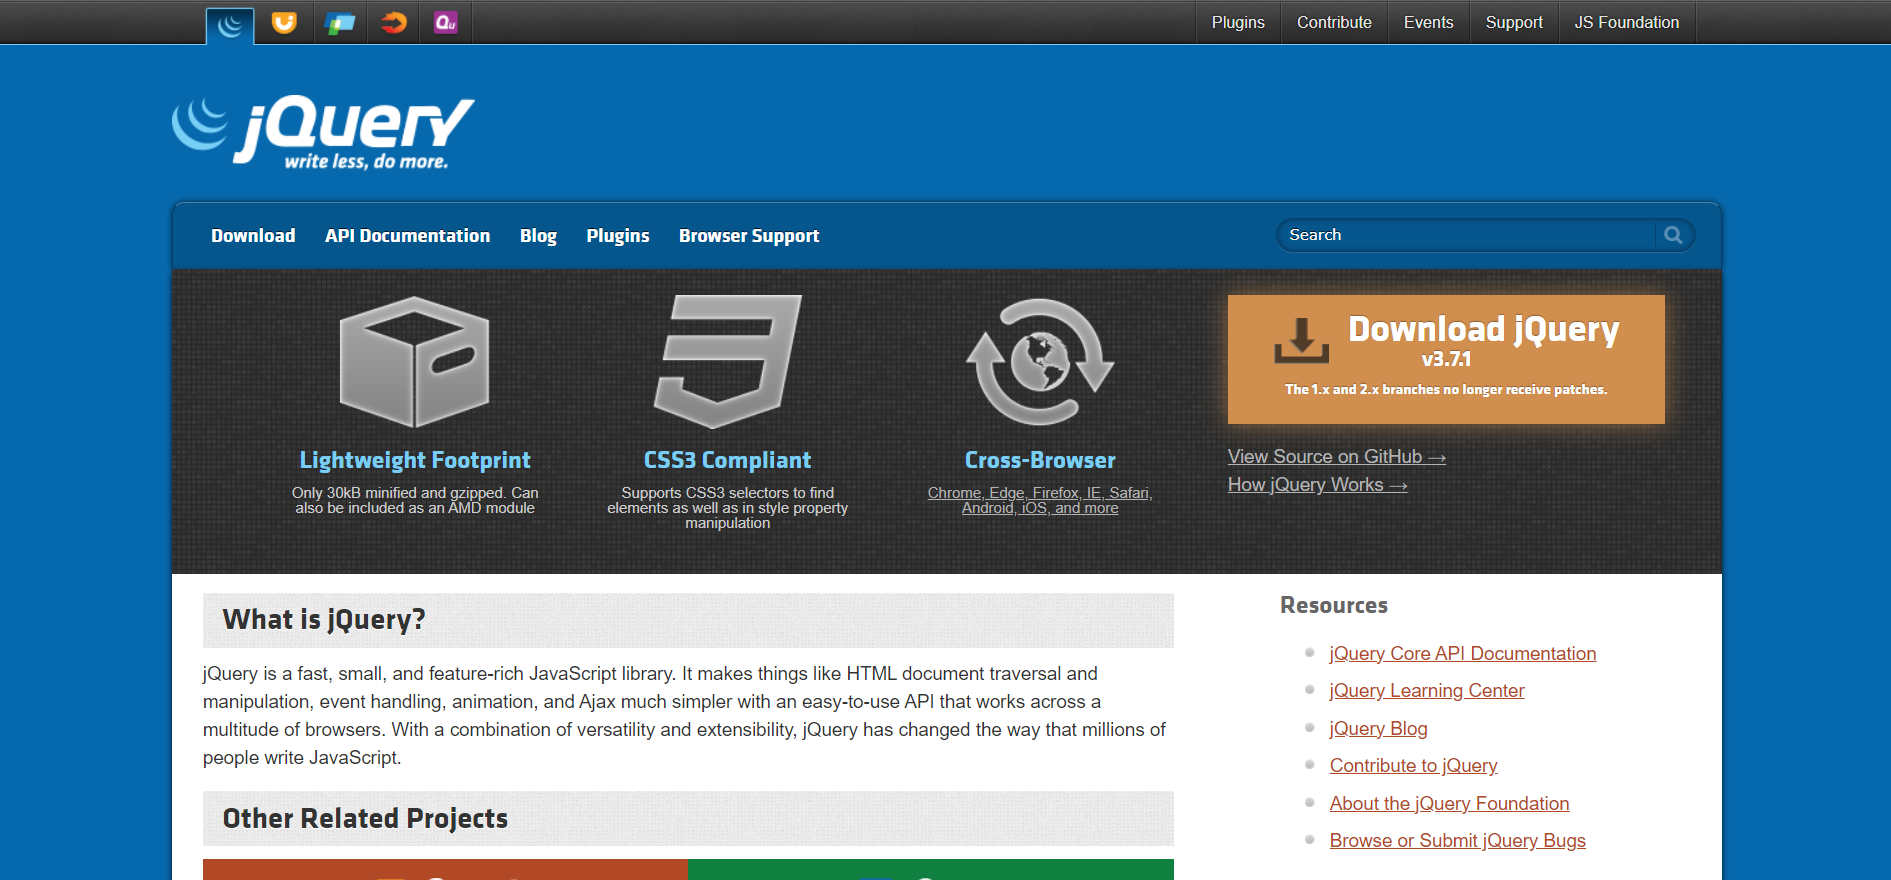 Qu
Plugins
Contribute
Events
Support
JS Foundation
jQuery
write less, do more.
Download
API Documentation
Blog
Plugins
Browser Support
Search
Lightweight Footprint
Only 30kB minified and gzipped. Can
also be included as an AMD module
CSS3 Compliant
Supports CSS3 selectors to find
elements as well as in style property
manipulation
Cross-Browser
Chrome, Edge, Firefox, IE, Safari,
Android, iOS, and more
Download jQuery
v3.7.1
The 1.x and 2.x branches no longer receive patches.
View Source on GitHub →
How jQuery Works →
What is jQuery?
jQuery is a fast, small, and feature-rich JavaScript library. It makes things like HTML document traversal and
manipulation, event handling, animation, and Ajax much simpler with an easy-to-use API that works across a
multitude of browsers. With a combination of versatility and extensibility, jQuery has changed the way that millions of
people write JavaScript.
Other Related Projects
Resources
jQuery Core API Documentation
jQuery Learning Center
jQuery Blog
Contribute to jQuery
About the jQuery Foundation
Browse or Submit jQuery Bugs